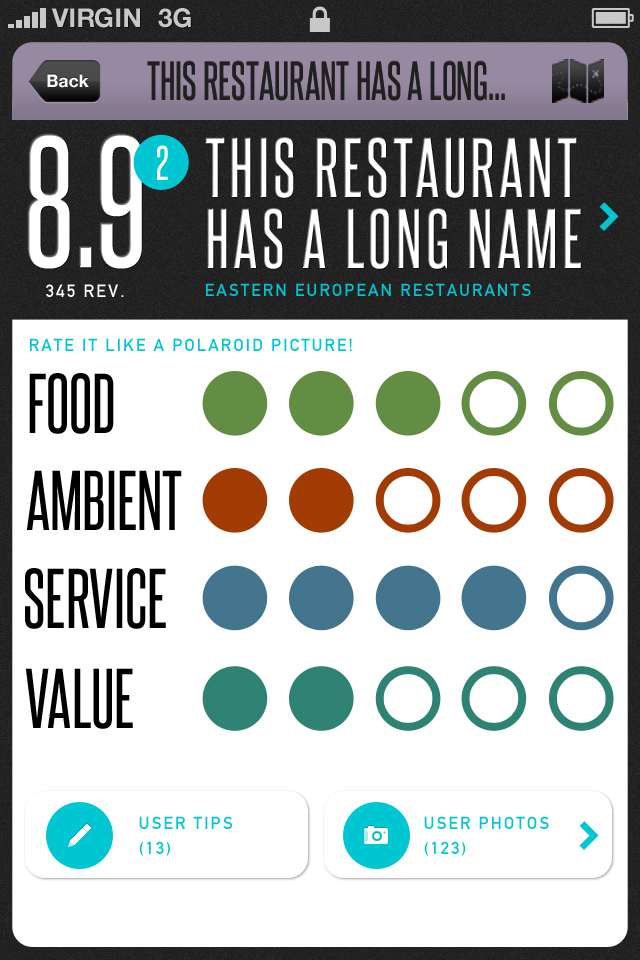 VIRGIN 3G
Back
THIS RESTAURANT HAS A LONG...
8.9
2
THIS RESTAURANT
HAS A LONG NAME
345 REV.
EASTERN EUROPEAN RESTAURANTS
RATE IT LIKE A POLAROID PICTURE!
FOOD
AMBIENT
SERVICE
VALUE
USER TIPS
(13)
USER PHOTOS
(123)